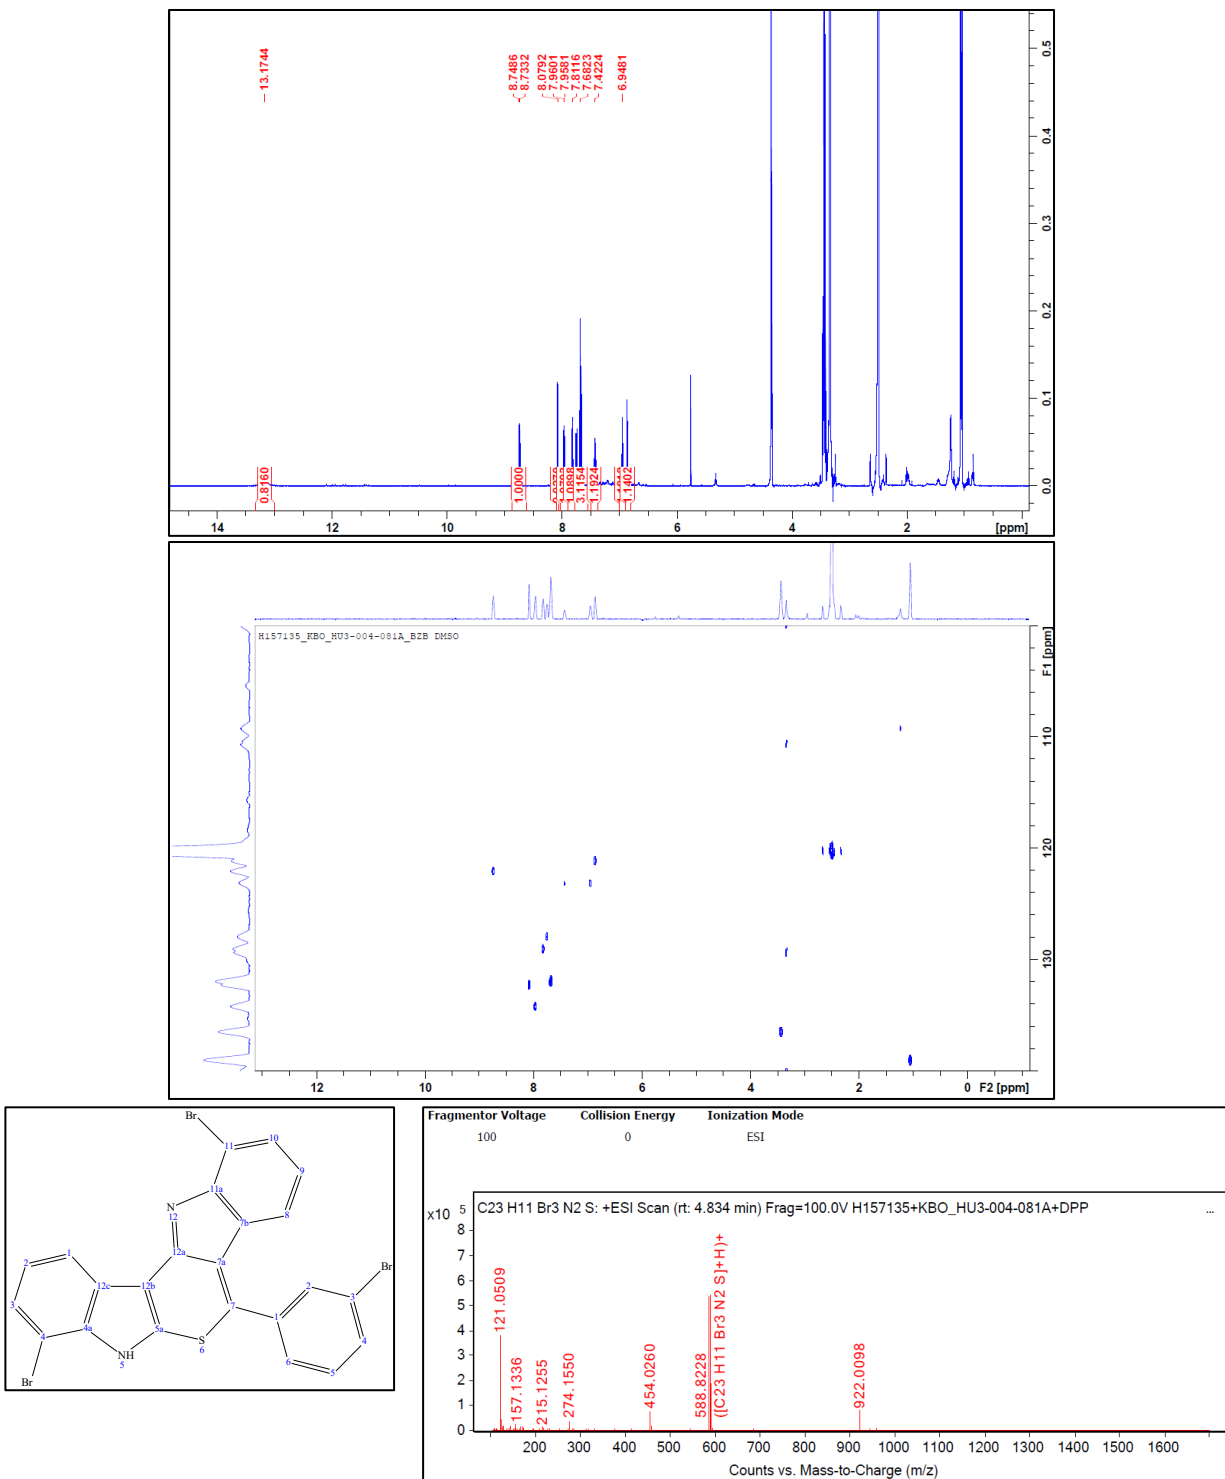 13.1744
8.7486
8.7332
8.0792
7.9601
7.9581
7.8116
7.6823
7.4224
6.9481
0.5
0.4
0.3
0.2
0.1
0.0
0.8160
1.0000
1.0898
3.1154
1.1924
1.1402
14 12 10 8 6 4 2 [ppm]
H157135_KBO_HU3-004-081A_BZB DMSO
F1 [ppm]
110
120
130
12 10 8 6 4 2 0 F2 [ppm]
Br
11 10
11a 9
N
12 8
7b
12a
1 7a
2 12c 12b Br
2
3 7 3
4a 5a 1
4 S
NH 6 4
5 6 5
Br
Fragmentor Voltage Collision Energy Ionization Mode
100 0 ESI
x10 5
C23 H11 Br3 N2 S: +ESI Scan (rt: 4.834 min) Frag=100.0V H157135+KBO_HU3-004-081A+DPP ...
8
7
6
5
4
3
2
1
0
121.0509
157.1336
215.1255
274.1550
454.0260
588.8228
([C23 H11 Br3 N2 S]+H)+
922.0098
200 300 400 500 600 700 800 900 1000 1100 1200 1300 1400 1500 1600
Counts vs. Mass-to-Charge (m/z)